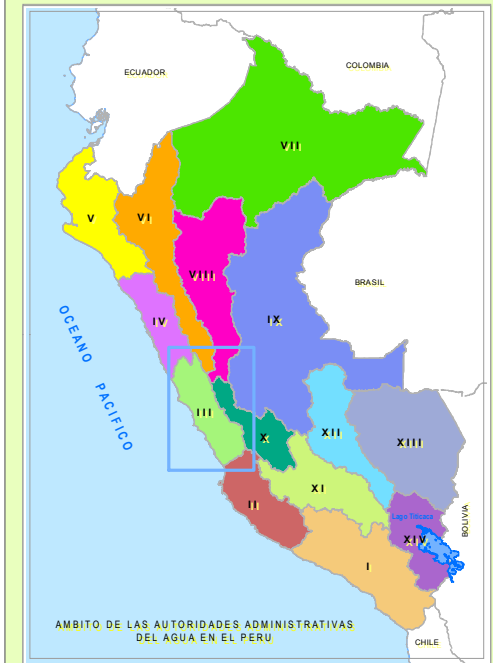 COLOMBIA
ECUADOR
VII
V
VI
VIII
BRASIL
IX
IV
OCEANO PACIFICO
III
XII
X
XIII
XI
II
Lago Titicaca
BOLIVIA
XIV
I
AMBITO DE LAS AUTORIDADES ADMINISTRATIVAS
DEL AGUA EN EL PERU
CHILE